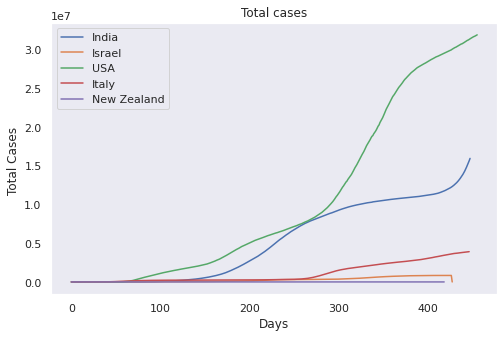 Total cases
1e7
India
Israel
USA
Italy
New Zealand
3.0
2.5
2.0
1.5
1.0
0.5
0.0
Total Cases
0 100 200 300 400
Days